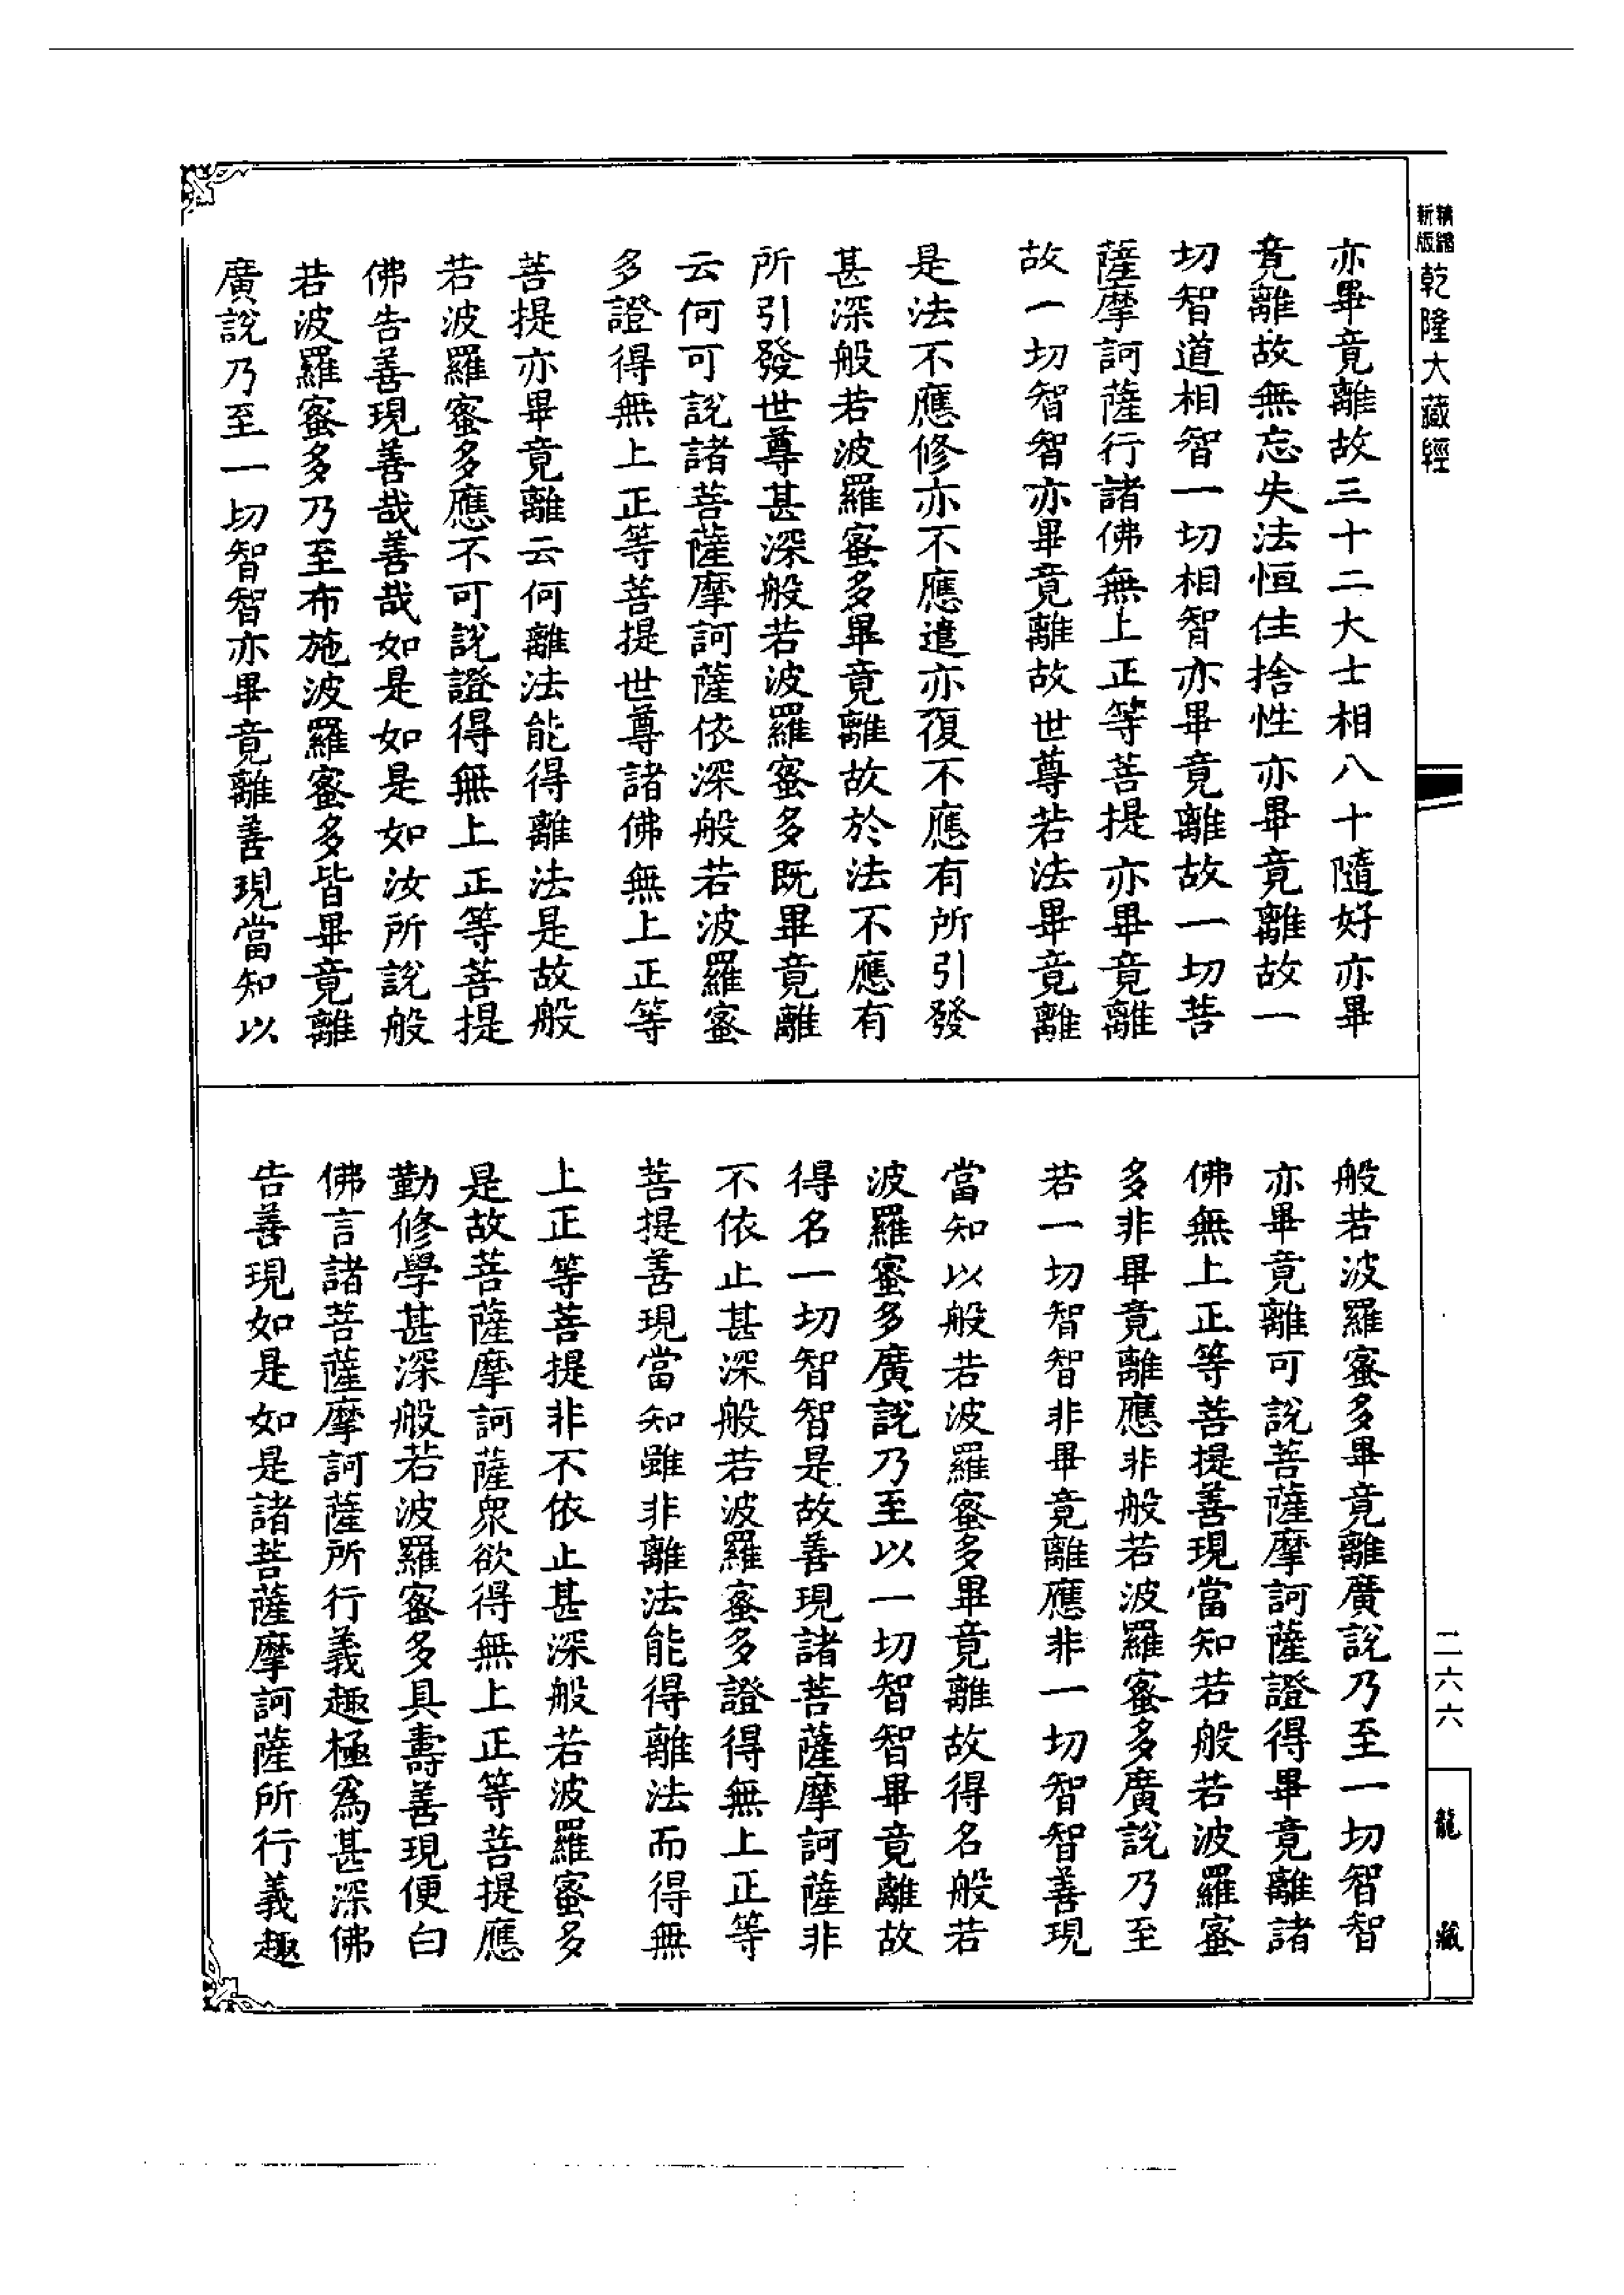 精縮新版
乾隆大藏經
亦畢竟離故三十二大士相八十隨好亦畢
竟離故無忘失法恒住捨性亦畢竟離故一
切智道相智一切相智亦畢竟離故一切菩
薩摩訶薩行諸佛無上正等菩提亦畢竟離
故一切智智亦畢竟離故世尊若法畢竟離
是法不應修亦不應遣亦復不應有所引發
甚深般若波羅蜜多畢竟離故於法不應有
所引發世尊甚深般若波羅蜜多既畢竟離
云何可說諸菩薩摩訶薩依深般若波羅蜜
多證得無上正等菩提世尊諸佛無上正等
菩提亦畢竟離云何離法能得離法是故般
若波羅蜜多應不可說證得無上正等菩提
佛告善現善哉善哉如是如是如汝所說般
若波羅蜜多乃至布施波羅蜜多皆畢竟離
廣說乃至一切智智亦畢竟離善現當知以
般若波羅蜜多畢竟離廣說乃至一切智智
亦畢竟離可說菩薩摩訶薩證得畢竟離諸
佛無上正等菩提善現當知若般若波羅蜜
多非畢竟離應非般若波羅蜜多廣說乃至
若一切智智非畢竟離應非一切智智善現
當知以般若波羅蜜多畢竟離故得名般若
波羅蜜多廣說乃至以一切智智畢竟離故
得名一切智智是故善現諸菩薩摩訶薩非
不依止甚深般若波羅蜜多證得無上正等
菩提善現當知雖非離法能得離法而得無
上正等菩提非不依止甚深般若波羅蜜多
是故菩薩摩訶薩眾欲得無上正等菩提應
勤修學甚深般若波羅蜜多具壽善現便白
佛言諸菩薩摩訶薩所行義趣極為甚深佛
告善現如是如是諸菩薩摩訶薩所行義趣
二六六
龍藏